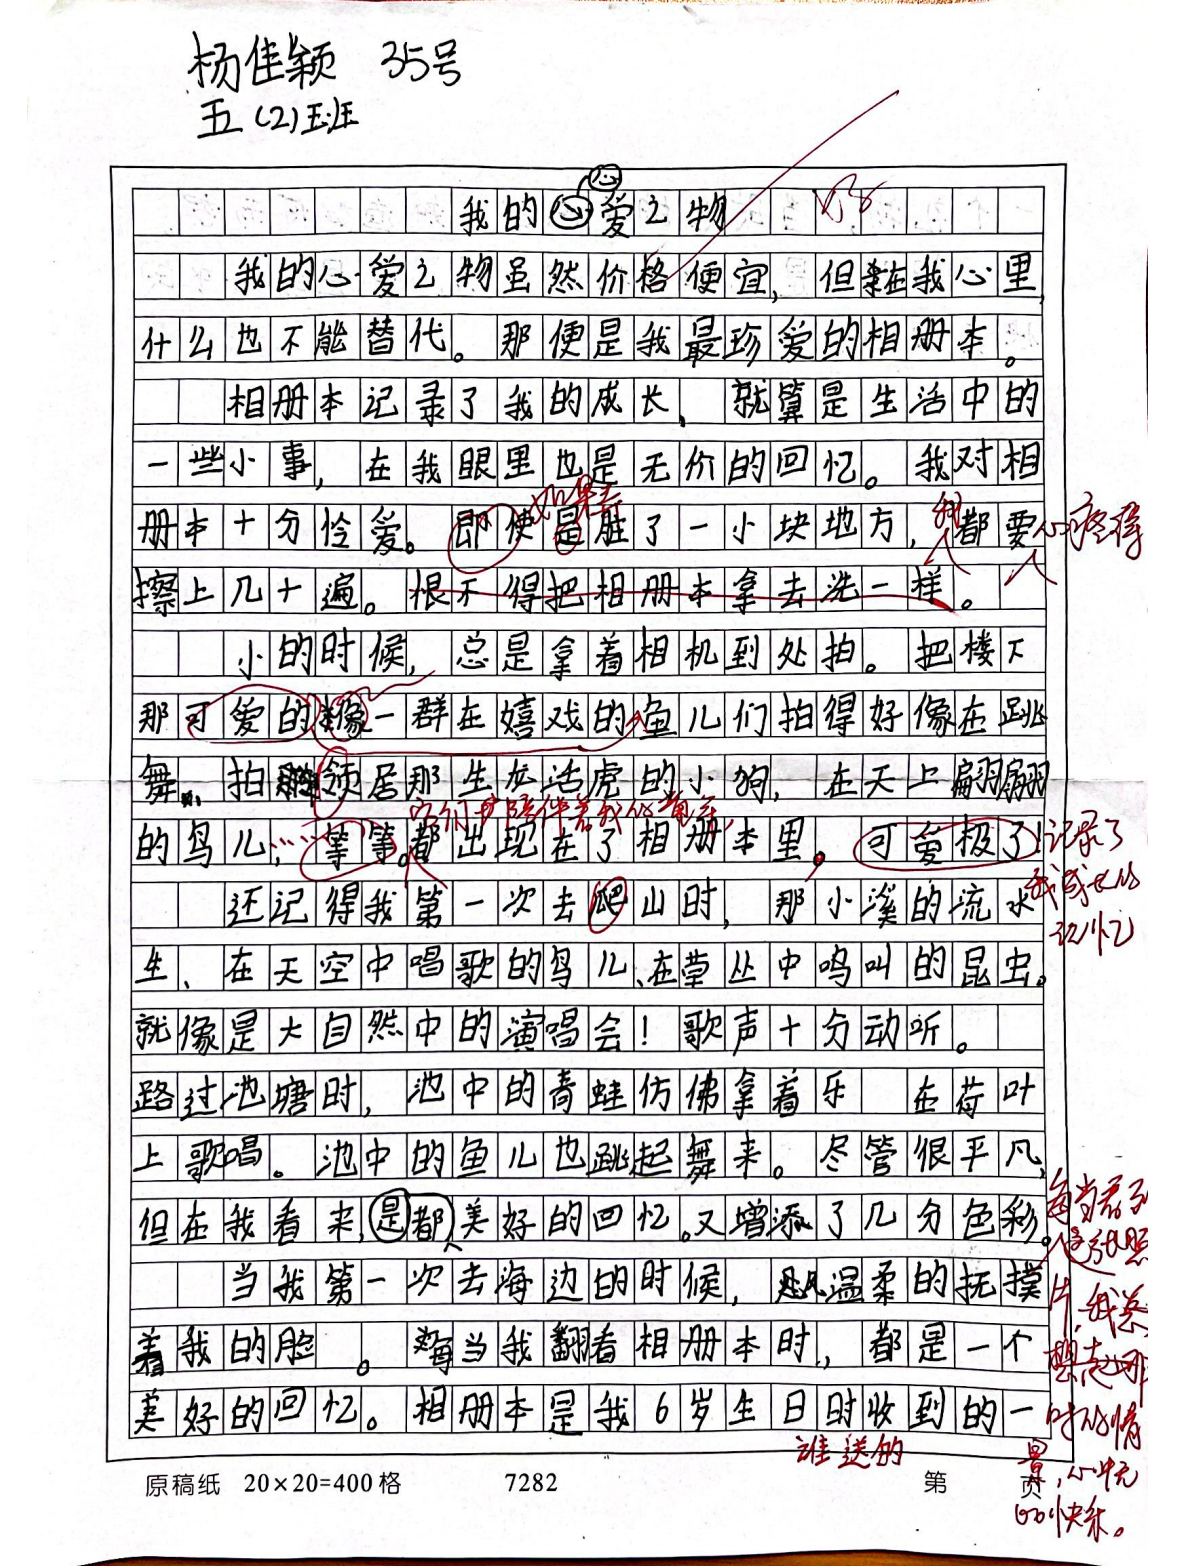 杨佳颖 35号
五(2)班
我的心爱之物
我的心爱之物虽然价格便宜,但在我心里,
什么也不能替代。那便是我最珍爱的相册本。
相册本记录了我的成长,就算是生活中的
一些小事,在我眼里也是无价的回忆。我对相
如果弄
册本十分怜爱。即使是脏了一小块地方,都要
我
心疼得
擦上几十遍。根不得把相册本拿去洗一样。
小的时候,总是拿着相机到处拍。把楼下
那可爱的像一群在嬉戏的鱼儿们拍得好像在跳
舞,拍领居那生龙活虎的小狗,在天上翩翩
它们陪伴着我的童年,
的鸟儿,……等等。都出现在了相册本里。可爱极了!
记录了
我成长的
记忆
还记得我第一次去爬山时,那小溪的流水
生、在天空中唱歌的鸟儿、在草丛中鸣叫的昆虫。
就像是大自然中的演唱会!歌声十分动听。
路过池塘时,池中的青蛙仿佛拿着乐 在荷叶
上歌唱。池中的鱼儿也跳起舞来。尽管很平凡,
但在我看来,是都美好的回忆。又增添了几分色彩。
每当看到
这张照
片,我总
想起那
时的情
景,心中无
比快乐。
当我第一次去海边的时候,风温柔的抚摸
着我的脸 。每当我翻看相册本时,都是一个
美好的回忆。相册本是我6岁生日时收到的一
谁送的
原稿纸 20×20=400格 7282 第 页